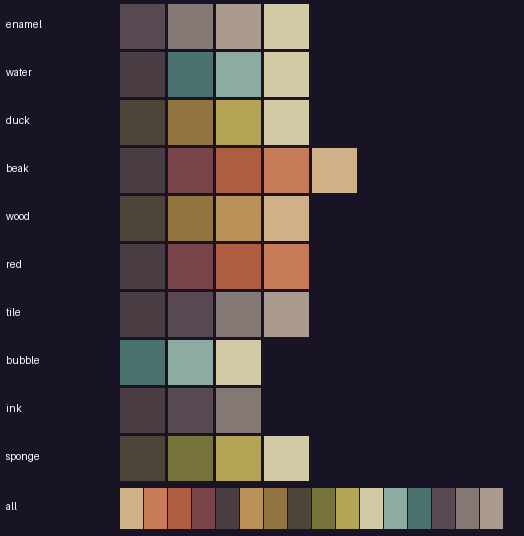 enamel
water
duck
beak
wood
red
tile
bubble
ink
sponge
all